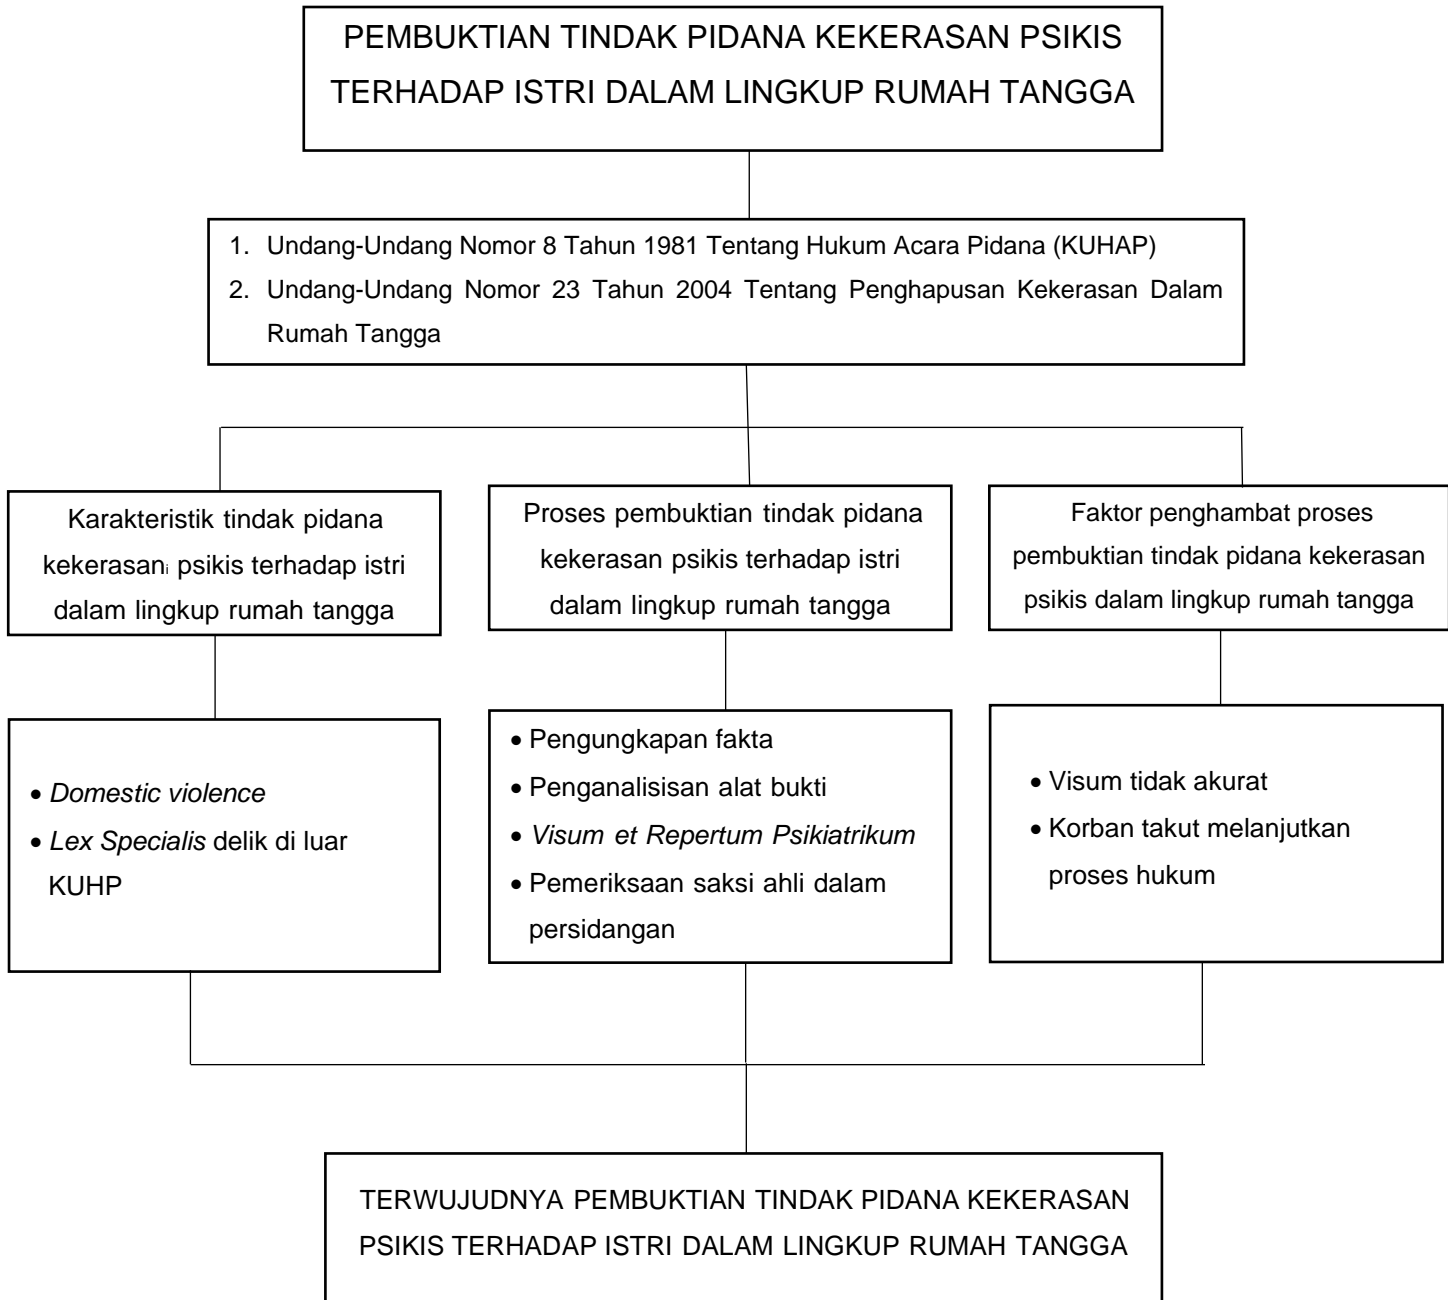 PEMBUKTIAN TINDAK PIDANA KEKERASAN PSIKIS
TERHADAP ISTRI DALAM LINGKUP RUMAH TANGGA
1. Undang-Undang Nomor 8 Tahun 1981 Tentang Hukum Acara Pidana (KUHAP)
2. Undang-Undang Nomor 23 Tahun 2004 Tentang Penghapusan Kekerasan Dalam
Rumah Tangga
Karakteristik tindak pidana
kekerasani psikis terhadap istri
dalam lingkup rumah tangga
Proses pembuktian tindak pidana
kekerasan psikis terhadap istri
dalam lingkup rumah tangga
Faktor penghambat proses
pembuktian tindak pidana kekerasan
psikis dalam lingkup rumah tangga
• Domestic violence
• Lex Specialis delik di luar
KUHP
• Pengungkapan fakta
• Penganalisisan alat bukti
• Visum et Repertum Psikiatrikum
• Pemeriksaan saksi ahli dalam
persidangan
• Visum tidak akurat
• Korban takut melanjutkan
proses hukum
TERWUJUDNYA PEMBUKTIAN TINDAK PIDANA KEKERASAN
PSIKIS TERHADAP ISTRI DALAM LINGKUP RUMAH TANGGA